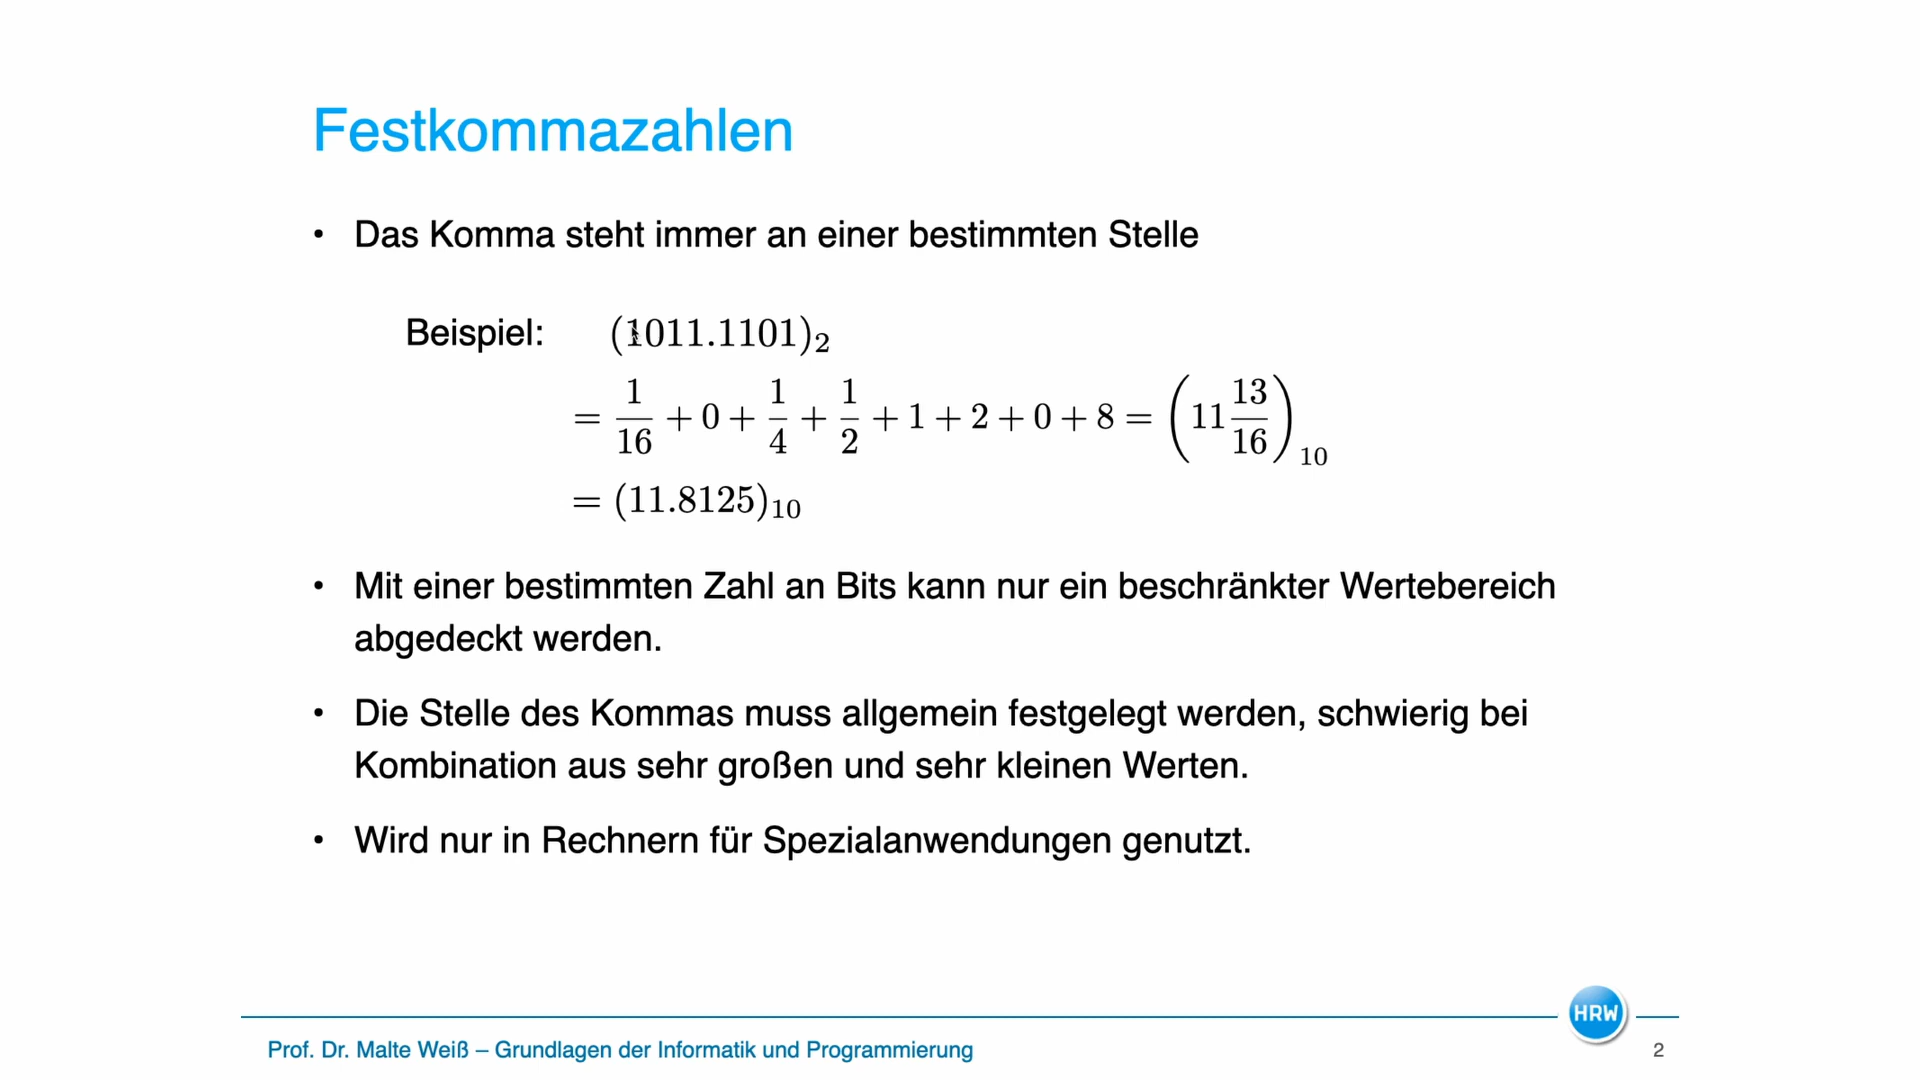 Festkommazahlen
• Das Komma steht immer an einer bestimmten Stelle
Beispiel: (1011.1101)₂
= 1/16 + 0 + 1/4 + 1/2 + 1 + 2 + 0 + 8 = (11 13/16)₁₀
= (11.8125)₁₀
• Mit einer bestimmten Zahl an Bits kann nur ein beschränkter Wertebereich
abgedeckt werden.
• Die Stelle des Kommas muss allgemein festgelegt werden, schwierig bei
Kombination aus sehr großen und sehr kleinen Werten.
• Wird nur in Rechnern für Spezialanwendungen genutzt.
HRW
Prof. Dr. Malte Weiß – Grundlagen der Informatik und Programmierung 2